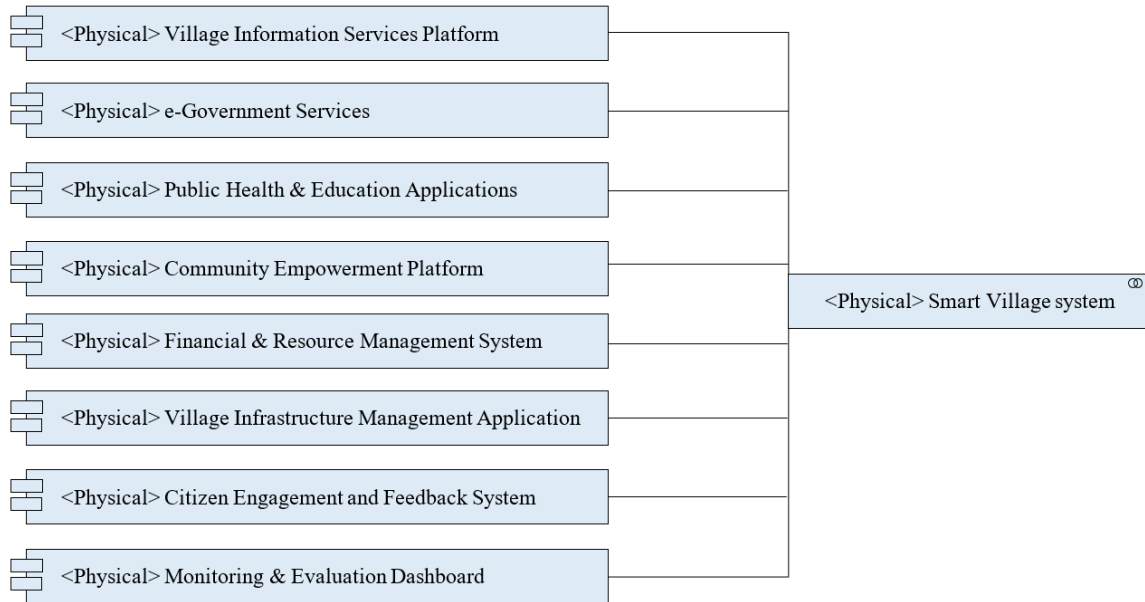 <Physical> Village Information Services Platform
<Physical> e-Government Services
<Physical> Public Health & Education Applications
<Physical> Community Empowerment Platform
<Physical> Financial & Resource Management System
<Physical> Village Infrastructure Management Application
<Physical> Citizen Engagement and Feedback System
<Physical> Monitoring & Evaluation Dashboard
<Physical> Smart Village system